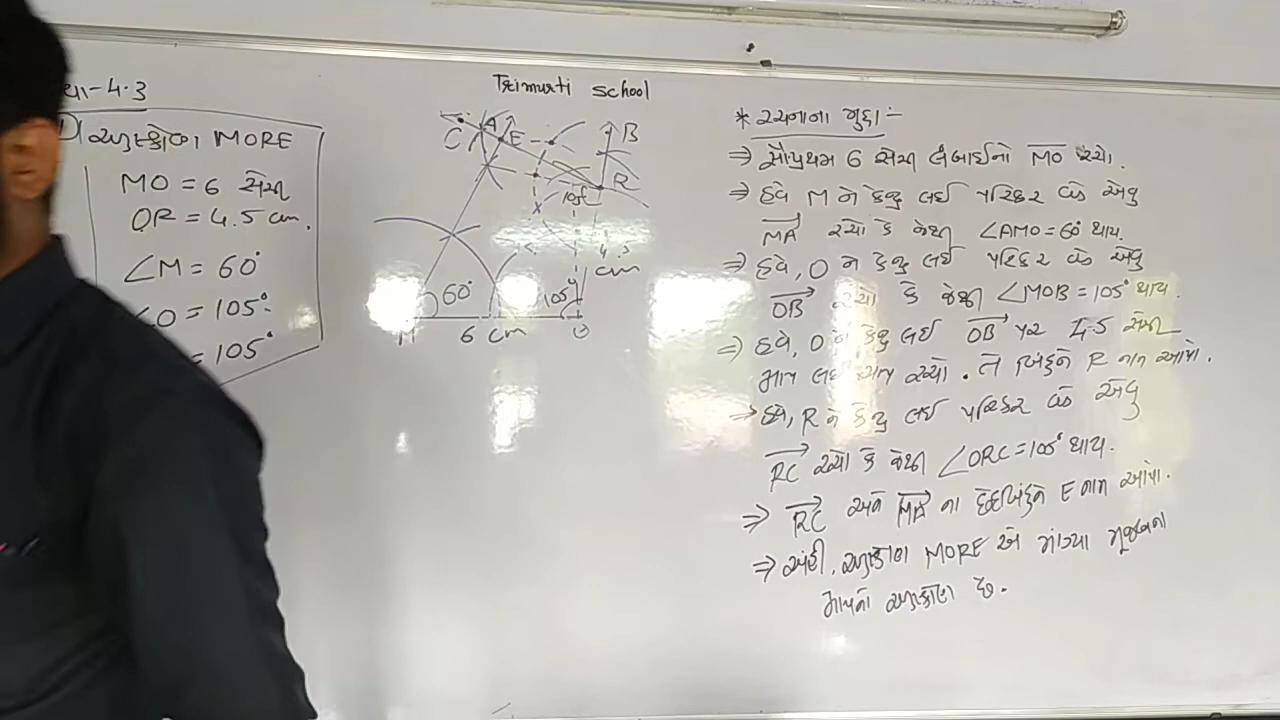 Trimurti school
યા-4.3
1) ચતુષ્કોણ MORE
MO = 6 સેમી
OR = 4.5 cm.
∠M = 60°
∠O = 105°
= 105°
C A E B
R
105°
4.5
cm
60° 105°
M 6 cm O
* રચનાના મુદ્દા :-
⇒ સૌપ્રથમ 6 સેમી લંબાઈનો MO રચો.
⇒ હવે M ને કેન્દ્ર લઈ પરિકર વડે એવું
MA રચો કે જેથી ∠AMO = 60° થાય.
⇒ હવે, O ને કેન્દ્ર લઈ પરિકર વડે એવું
OB રચો કે જેથી ∠MOB = 105° થાય.
⇒ હવે, O ને કેન્દ્ર લઈ OB પર 4.5 સેમી
માપ લઈ ચાપ રચો. તે બિંદુને R નામ આપો.
⇒ હવે, R ને કેન્દ્ર લઈ પરિકર વડે એવું
RC રચો કે જેથી ∠ORC = 105° થાય.
⇒ RC અને MA ના છેદબિંદુને E નામ આપો.
⇒ અહી, ચતુષ્કોણ MORE એ માંગ્યા મુજબના
માપનો ચતુષ્કોણ છે.